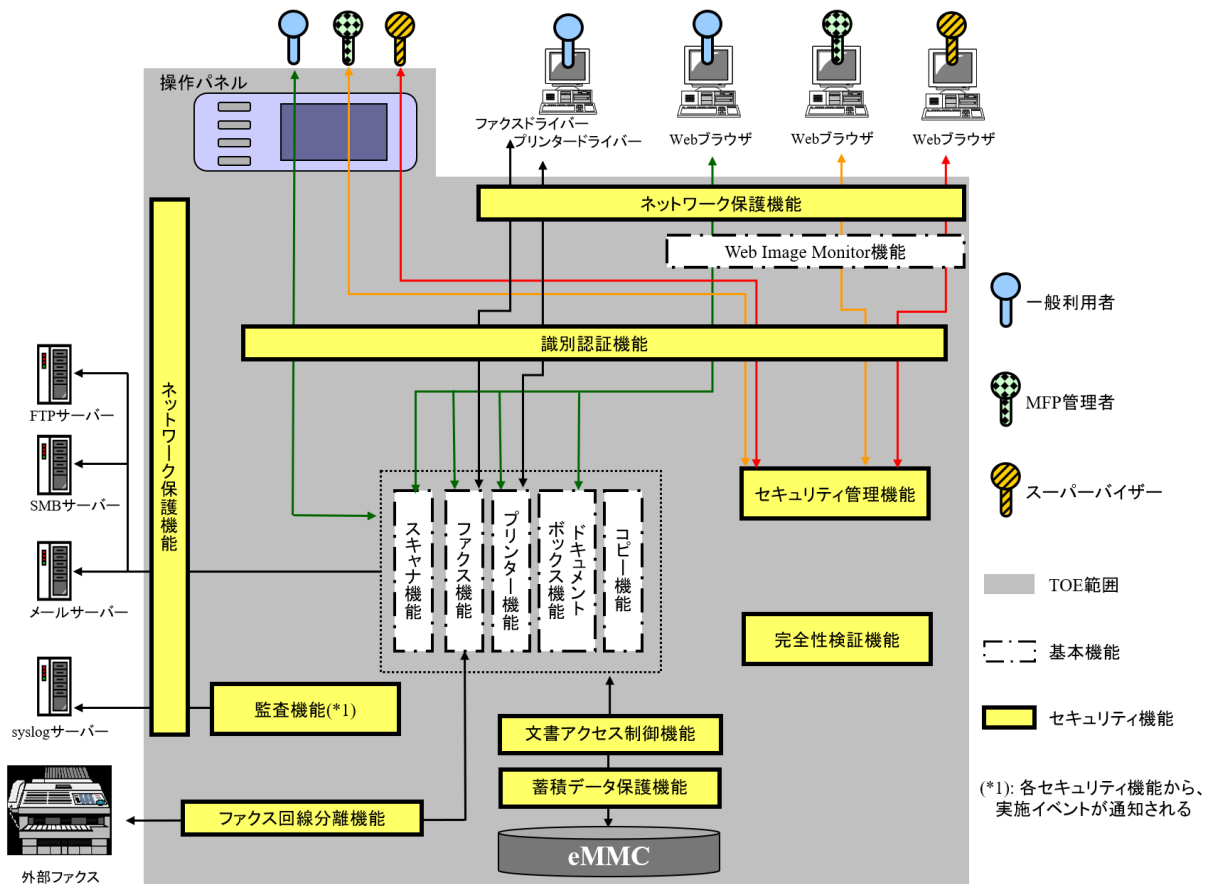 操作パネル
ファクスドライバー
プリンタードライバー
Webブラウザ
Webブラウザ
Webブラウザ
ネットワーク保護機能
Web Image Monitor機能
一般利用者
識別認証機能
FTPサーバー
ネットワーク保護機能
MFP管理者
SMBサーバー
セキュリティ管理機能
スーパーバイザー
スキャナ機能
ファクス機能
プリンター機能
ドキュメント
ボックス機能
コピー機能
メールサーバー
TOE範囲
完全性検証機能
基本機能
監査機能(*1)
syslogサーバー
セキュリティ機能
文書アクセス制御機能
蓄積データ保護機能
(*1): 各セキュリティ機能から、
実施イベントが通知される
ファクス回線分離機能
eMMC
外部ファクス